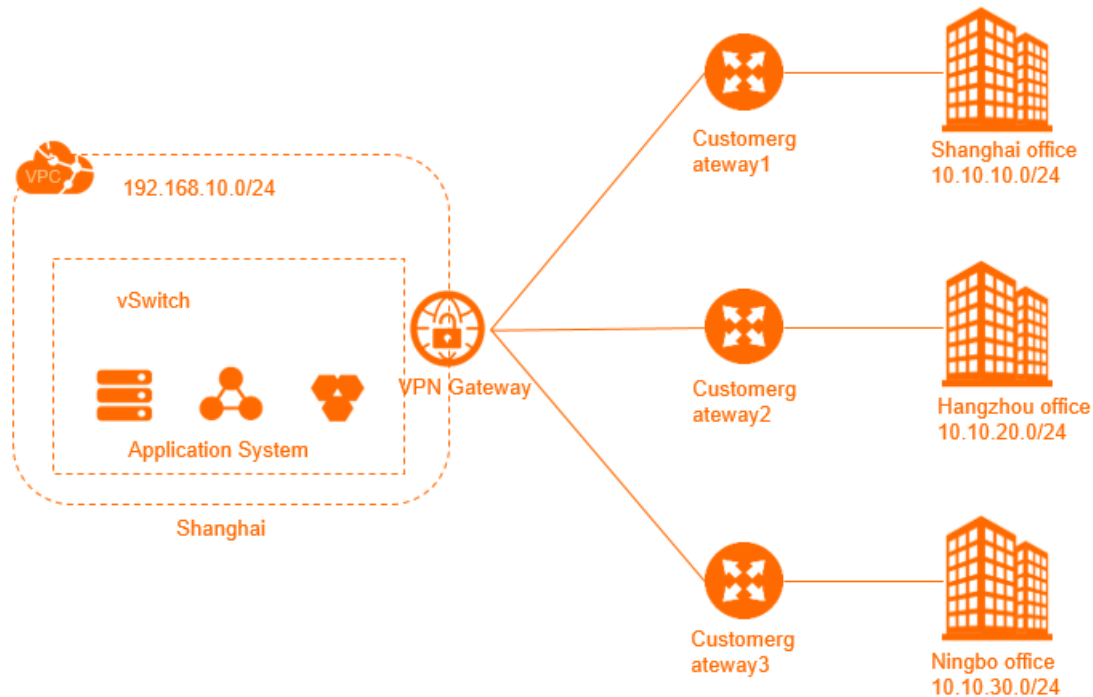 VPC
192.168.10.0/24
vSwitch
Application System
Shanghai
VPN Gateway
Customerg
ateway1
Shanghai office
10.10.10.0/24
Customerg
ateway2
Hangzhou office
10.10.20.0/24
Customerg
ateway3
Ningbo office
10.10.30.0/24